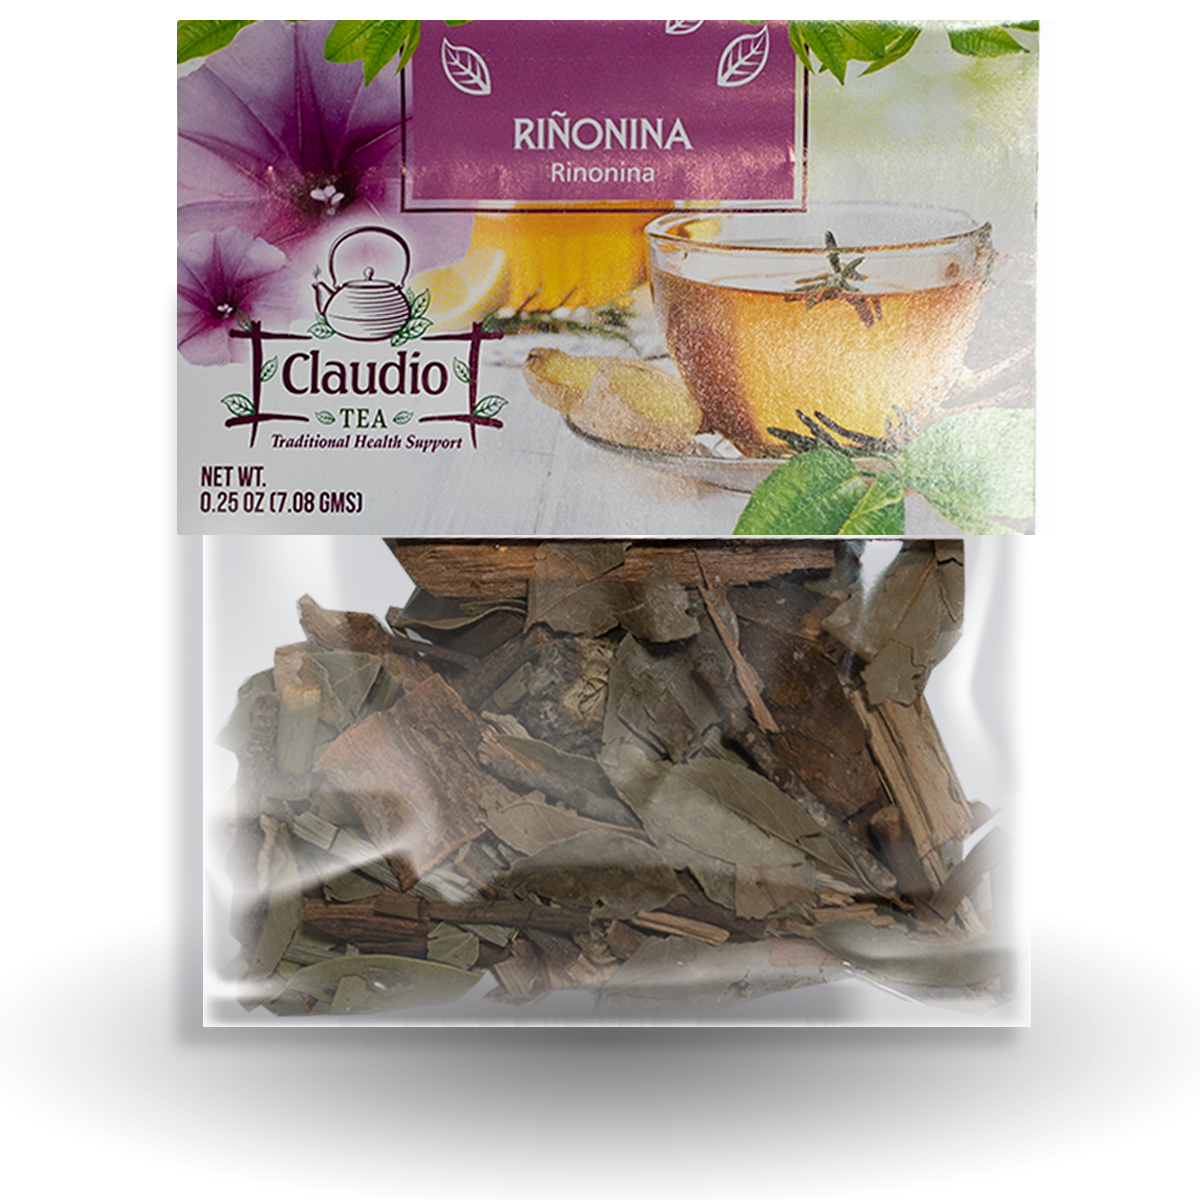 RIÑONINA
Rinonina
Claudio
TEA
Traditional Health Support
NET WT.
0.25 OZ (7.08 GMS)